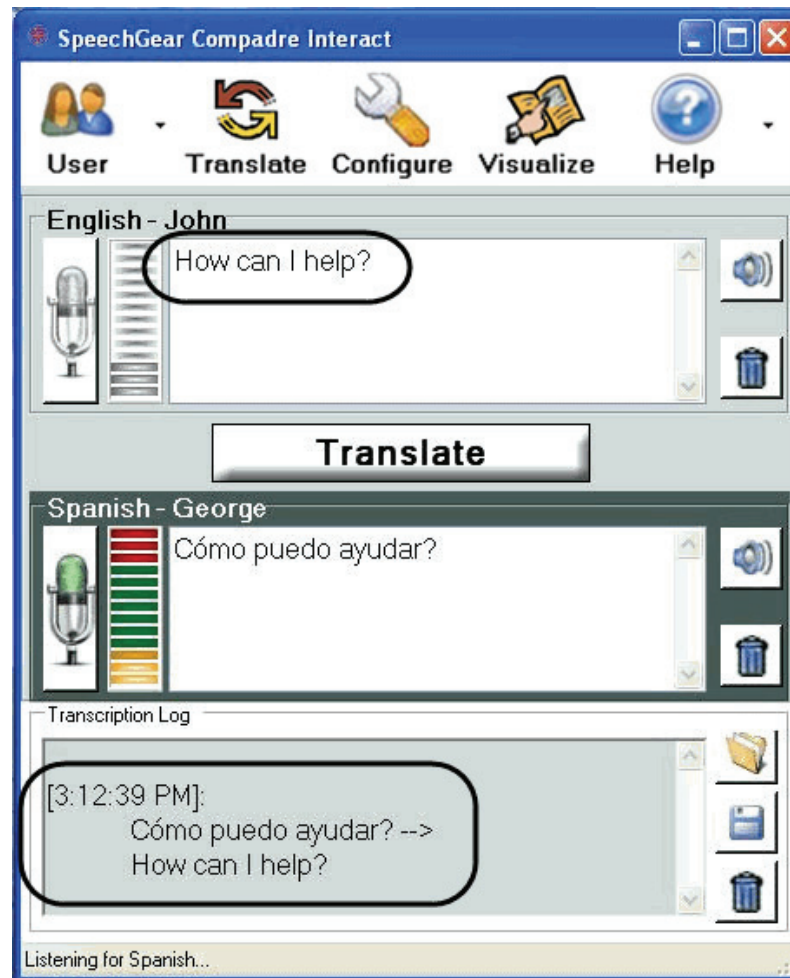 SpeechGear Compadre Interact
User Translate Configure Visualize Help
English - John
How can I help?
Translate
Spanish - George
Cómo puedo ayudar?
Transcription Log
[3:12:39 PM]:
Cómo puedo ayudar? -->
How can I help?
Listening for Spanish...